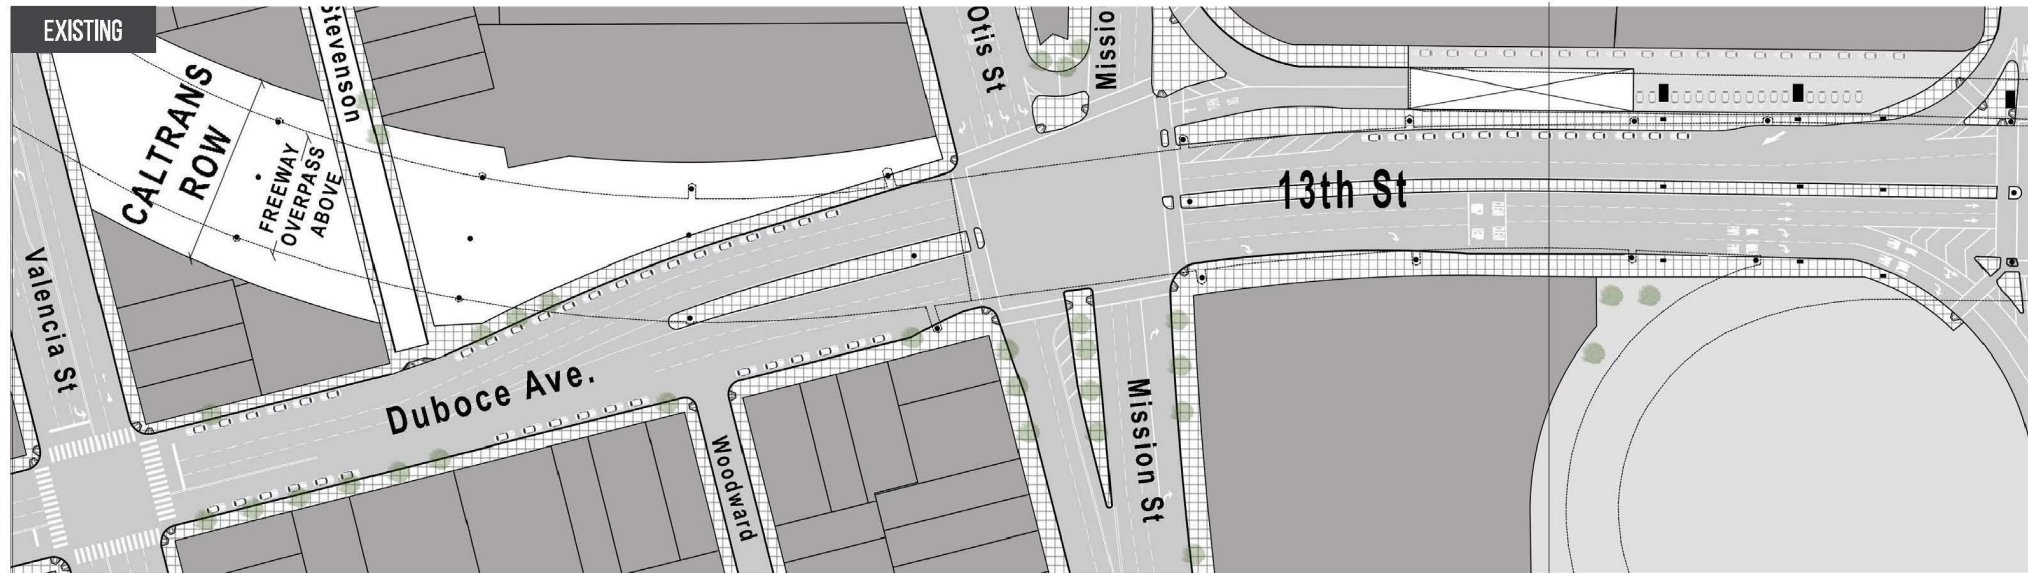 EXISTING
Stevenson
Otis St
Missio
CALTRANS
ROW
FREEWAY
OVERPASS
ABOVE
13th St
Valencia St
Duboce Ave.
Woodward
Mission St